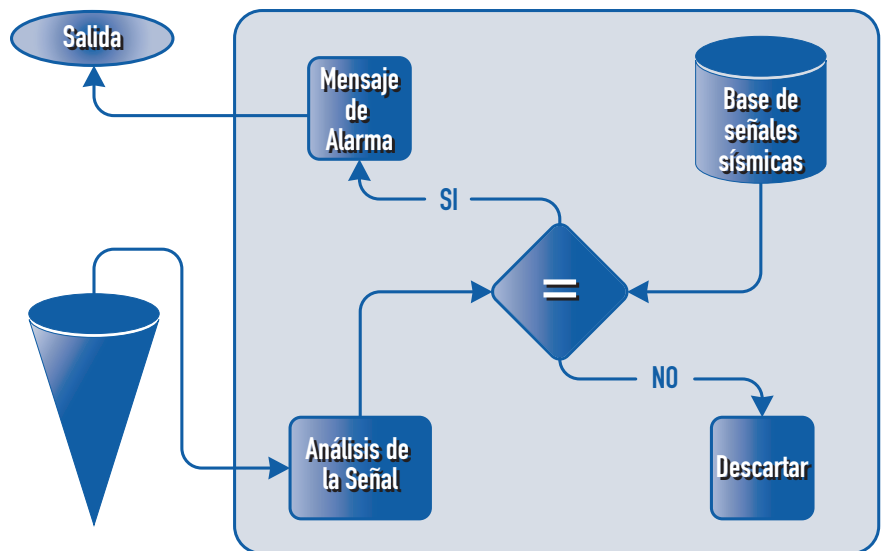 Salida
Mensaje
de
Alarma
Base de
señales
sísmicas
SI
=
NO
Análisis de
la Señal
Descartar